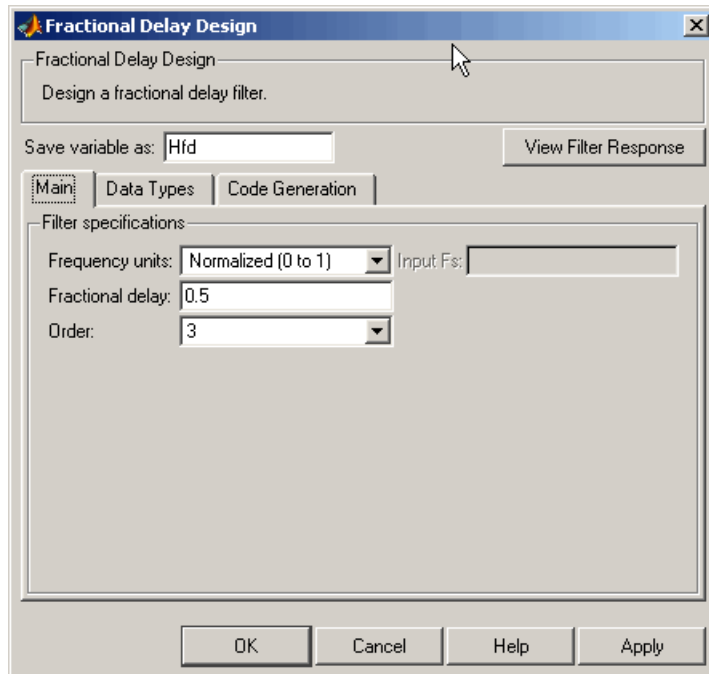 Fractional Delay Design
Fractional Delay Design
Design a fractional delay filter.
Save variable as: Hfd View Filter Response
Main Data Types Code Generation
Filter specifications
Frequency units: Normalized (0 to 1) Input Fs:
Fractional delay: 0.5
Order: 3
OK Cancel Help Apply